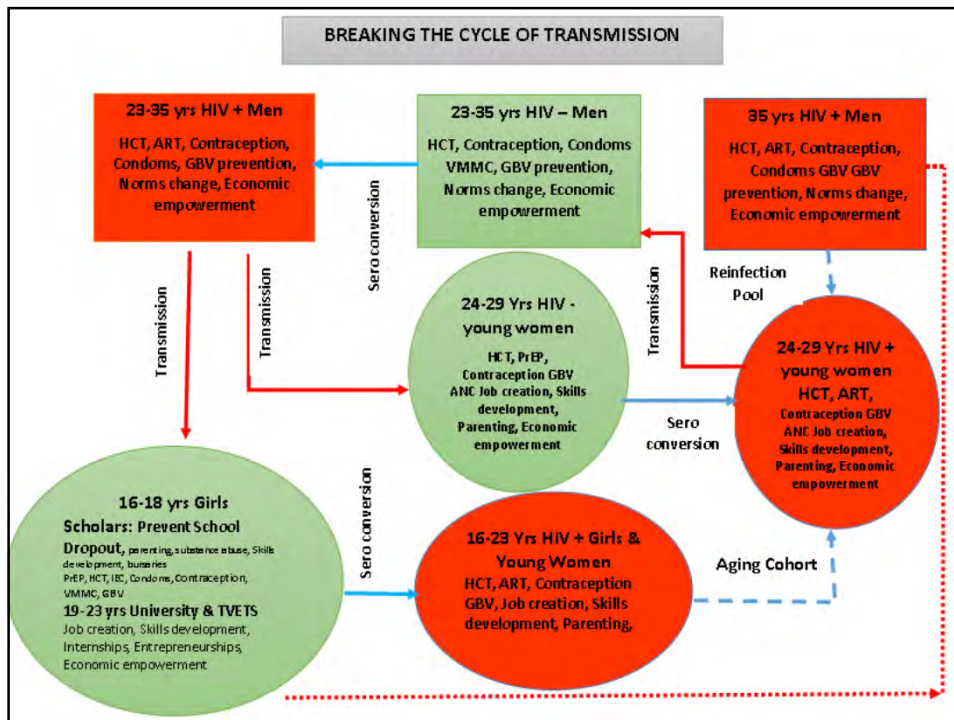 BREAKING THE CYCLE OF TRANSMISSION
23-35 yrs HIV + Men
HCT, ART, Contraception,
Condoms, GBV prevention,
Norms change, Economic
empowerment
23-35 yrs HIV – Men
HCT, Contraception, Condoms
VMMC, GBV prevention,
Norms change, Economic
empowerment
35 yrs HIV + Men
HCT, ART, Contraception,
Condoms GBV GBV
prevention, Norms change,
Economic empowerment
Sero conversion
Transmission
Transmission
Transmission
Reinfection
Pool
24-29 Yrs HIV -
young women
HCT, PrEP,
Contraception GBV
ANC Job creation, Skills
development,
Parenting, Economic
empowerment
Sero
conversion
24-29 Yrs HIV +
young women
HCT, ART,
Contraception GBV
ANC Job creation,
Skills development,
Parenting, Economic
empowerment
16-18 yrs Girls
Scholars: Prevent School
Dropout, parenting, substance abuse, Skills
development, bursaries
PrEP, HCT, IEC, Condoms, Contraception,
VMMC, GBV
19-23 yrs University & TVETS
Job creation, Skills development,
Internships, Entrepreneurships,
Economic empowerment
Sero conversion
16-23 Yrs HIV + Girls &
Young Women
HCT, ART, Contraception
GBV, Job creation, Skills
development, Parenting,
Aging Cohort